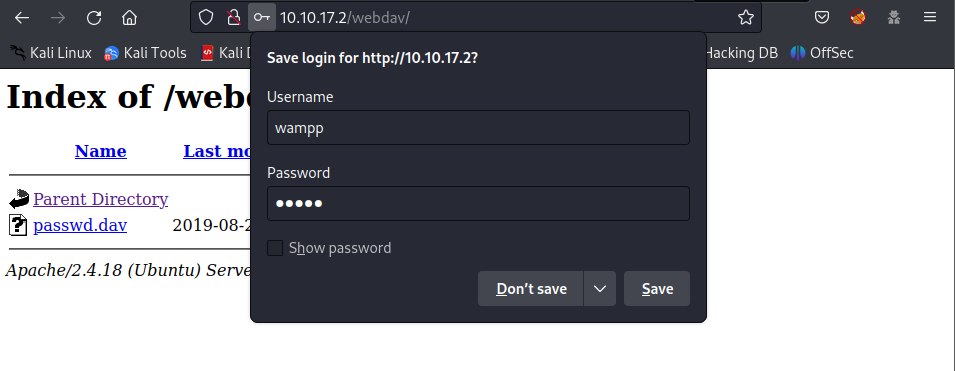 10.10.17.2/webdav/
Kali Linux Kali Tools Kali D Hacking DB OffSec
Save login for http://10.10.17.2?
Username
wampp
Password
●●●●●
Show password
Don't save Save
Index of /webd
Name Last mo
Parent Directory
passwd.dav 2019-08-2
Apache/2.4.18 (Ubuntu) Serve